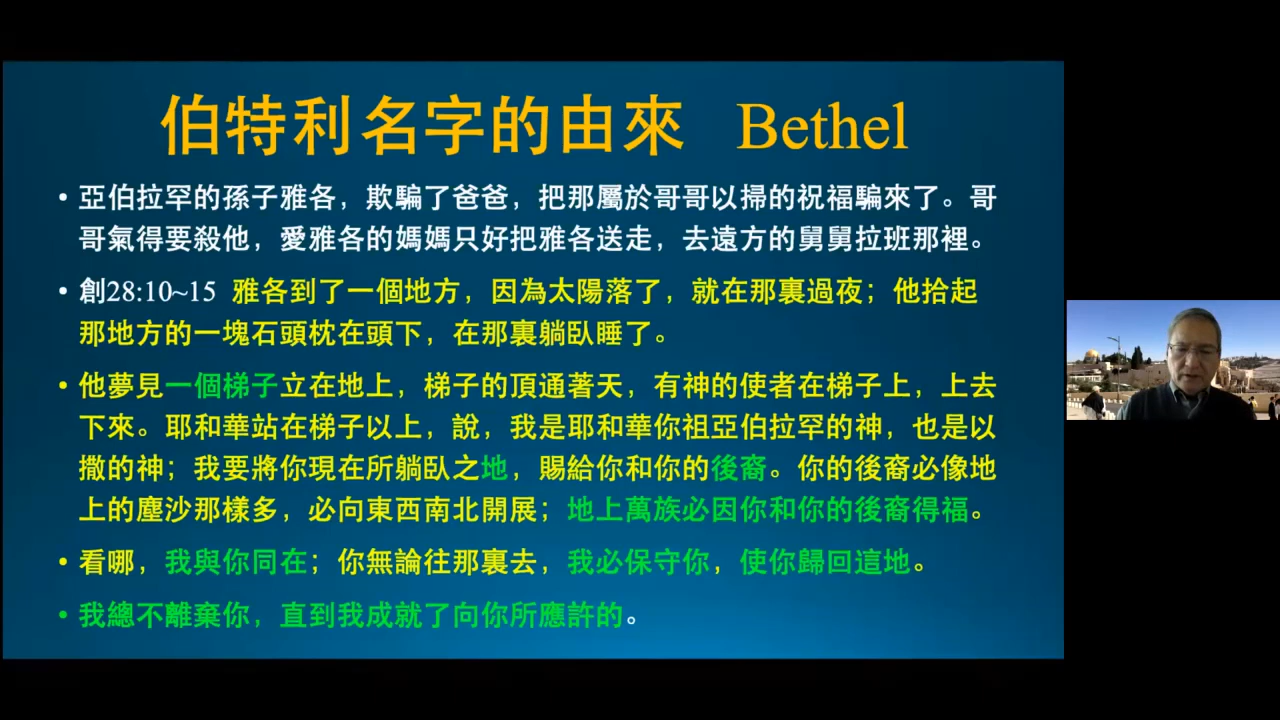 伯特利名字的由來 Bethel
• 亞伯拉罕的孫子雅各，欺騙了爸爸，把那屬於哥哥以掃的祝福騙來了。哥
哥氣得要殺他，愛雅各的媽媽只好把雅各送走，去遠方的舅舅拉班那裡。
• 創28:10~15 雅各到了一個地方，因為太陽落了，就在那裏過夜；他拾起
那地方的一塊石頭枕在頭下，在那裏躺臥睡了。
• 他夢見一個梯子立在地上，梯子的頂通著天，有神的使者在梯子上，上去
下來。耶和華站在梯子以上，說，我是耶和華你祖亞伯拉罕的神，也是以
撒的神；我要將你現在所躺臥之地，賜給你和你的後裔。你的後裔必像地
上的塵沙那樣多，必向東西南北開展；地上萬族必因你和你的後裔得福。
• 看哪，我與你同在；你無論往那裏去，我必保守你，使你歸回這地。
• 我總不離棄你，直到我成就了向你所應許的。